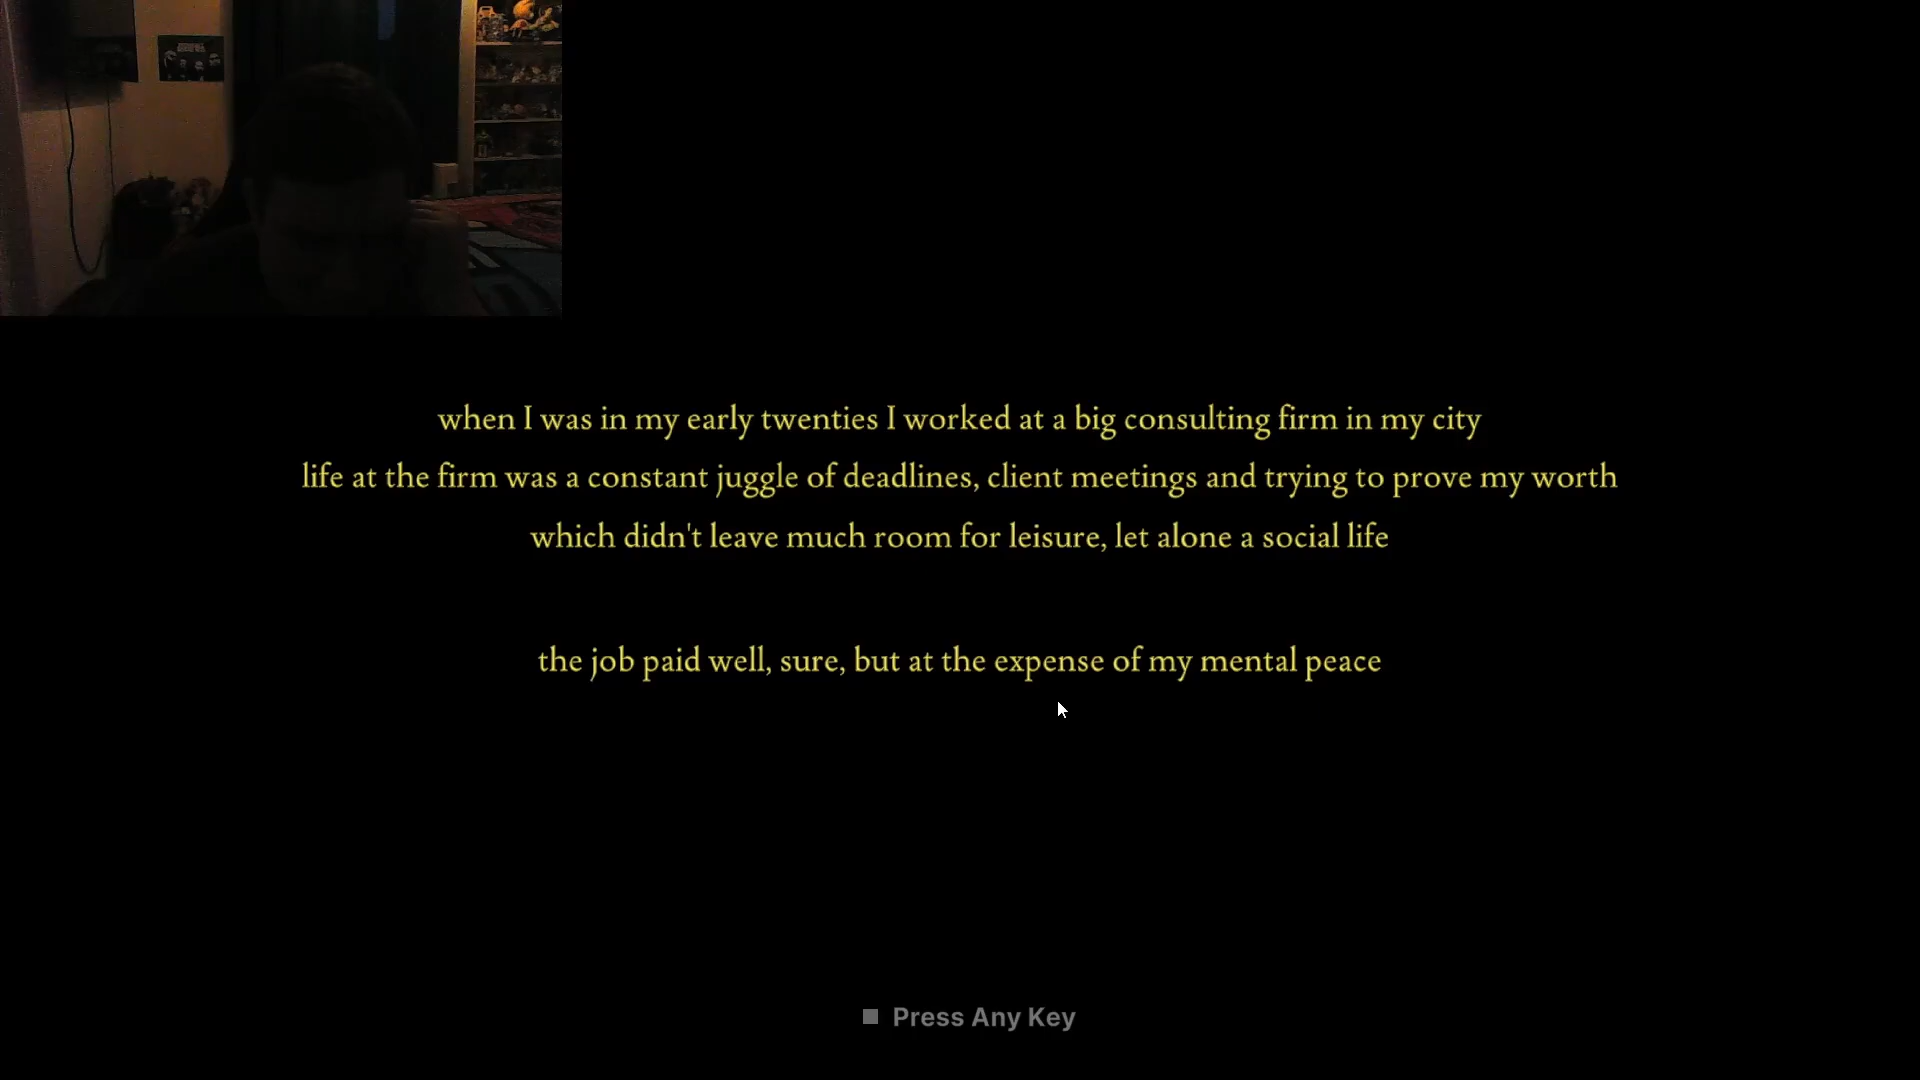 when I was in my early twenties I worked at a big consulting firm in my city
life at the firm was a constant juggle of deadlines, client meetings and trying to prove my worth
which didn't leave much room for leisure, let alone a social life
the job paid well, sure, but at the expense of my mental peace
Press Any Key